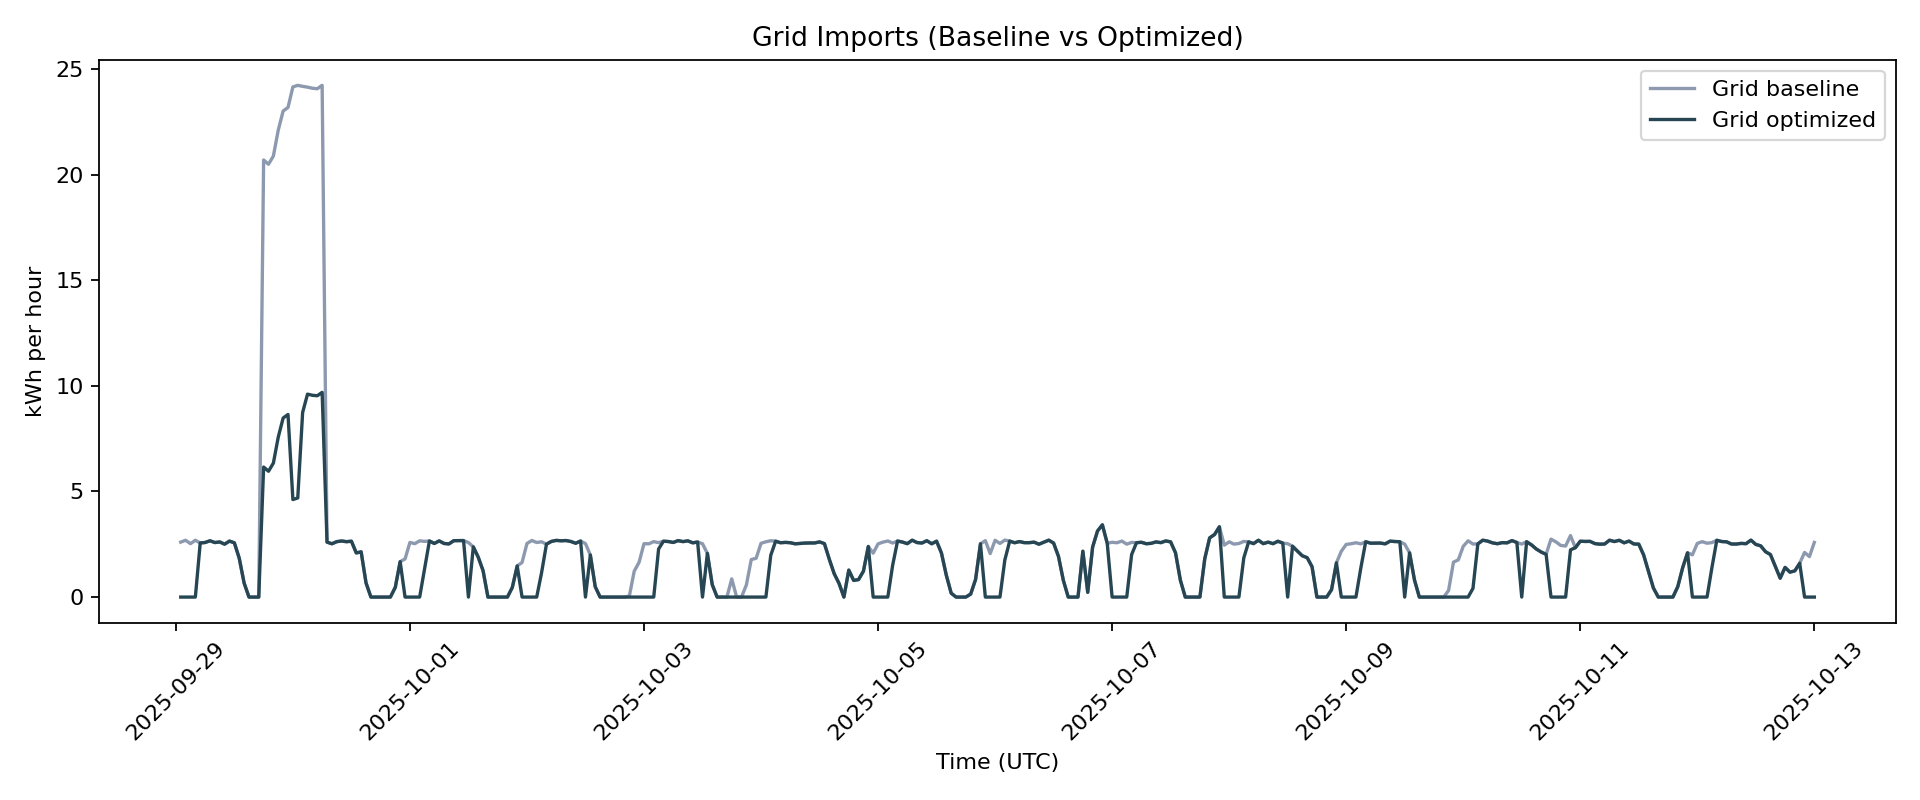 Grid Imports (Baseline vs Optimized)
Grid baseline
Grid optimized
kWh per hour
25
20
15
10
5
0
2025-09-29
2025-10-01
2025-10-03
2025-10-05
2025-10-07
2025-10-09
2025-10-11
2025-10-13
Time (UTC)